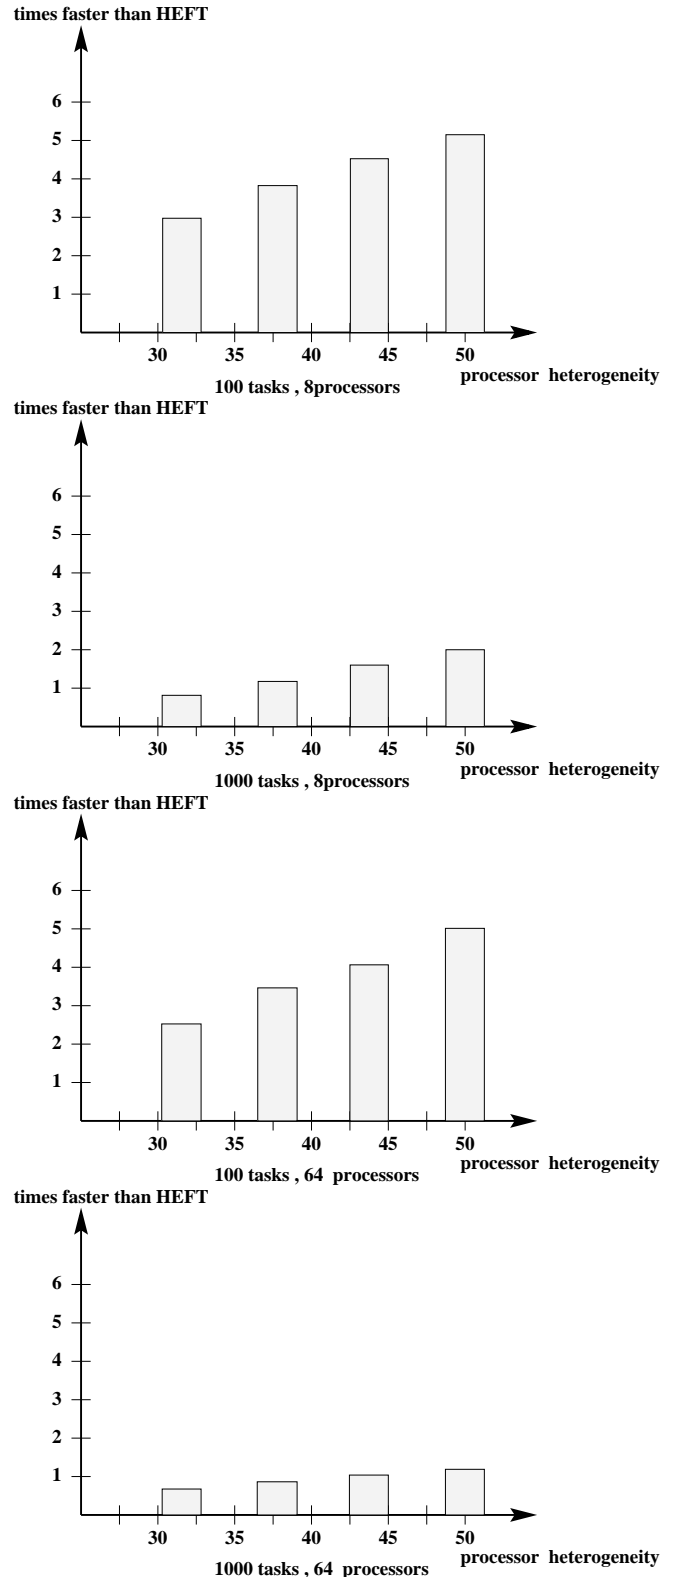 times faster than HEFT
6
5
4
3
2
1
30 35 40 45 50
processor heterogeneity
100 tasks , 8processors
times faster than HEFT
6
5
4
3
2
1
30 35 40 45 50
processor heterogeneity
1000 tasks , 8processors
times faster than HEFT
6
5
4
3
2
1
30 35 40 45 50
processor heterogeneity
100 tasks , 64 processors
times faster than HEFT
6
5
4
3
2
1
30 35 40 45 50
processor heterogeneity
1000 tasks , 64 processors